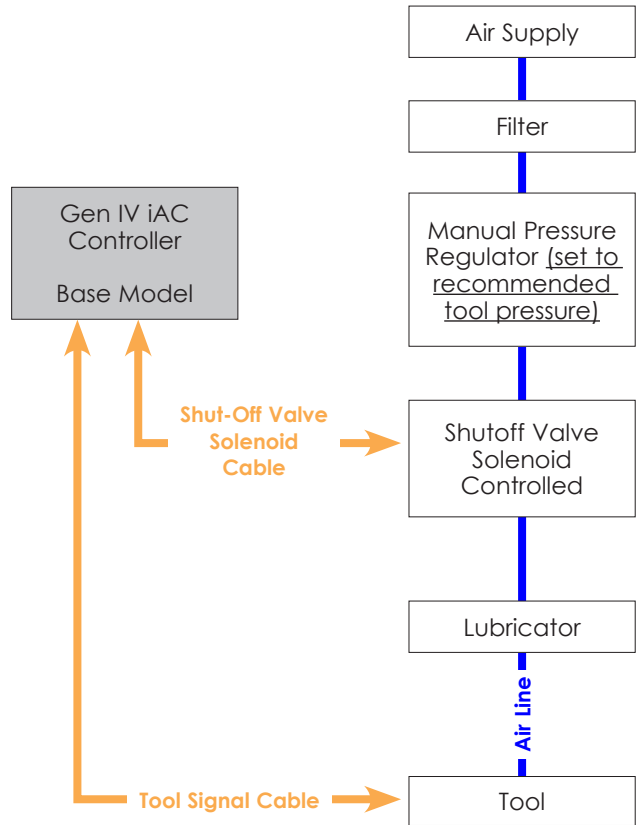 Air Supply
Filter
Gen IV iAC
Controller
Base Model
Manual Pressure
Regulator (set to
recommended
tool pressure)
Shut-Off Valve
Solenoid
Cable
Shutoff Valve
Solenoid
Controlled
Lubricator
Air Line
Tool Signal Cable
Tool